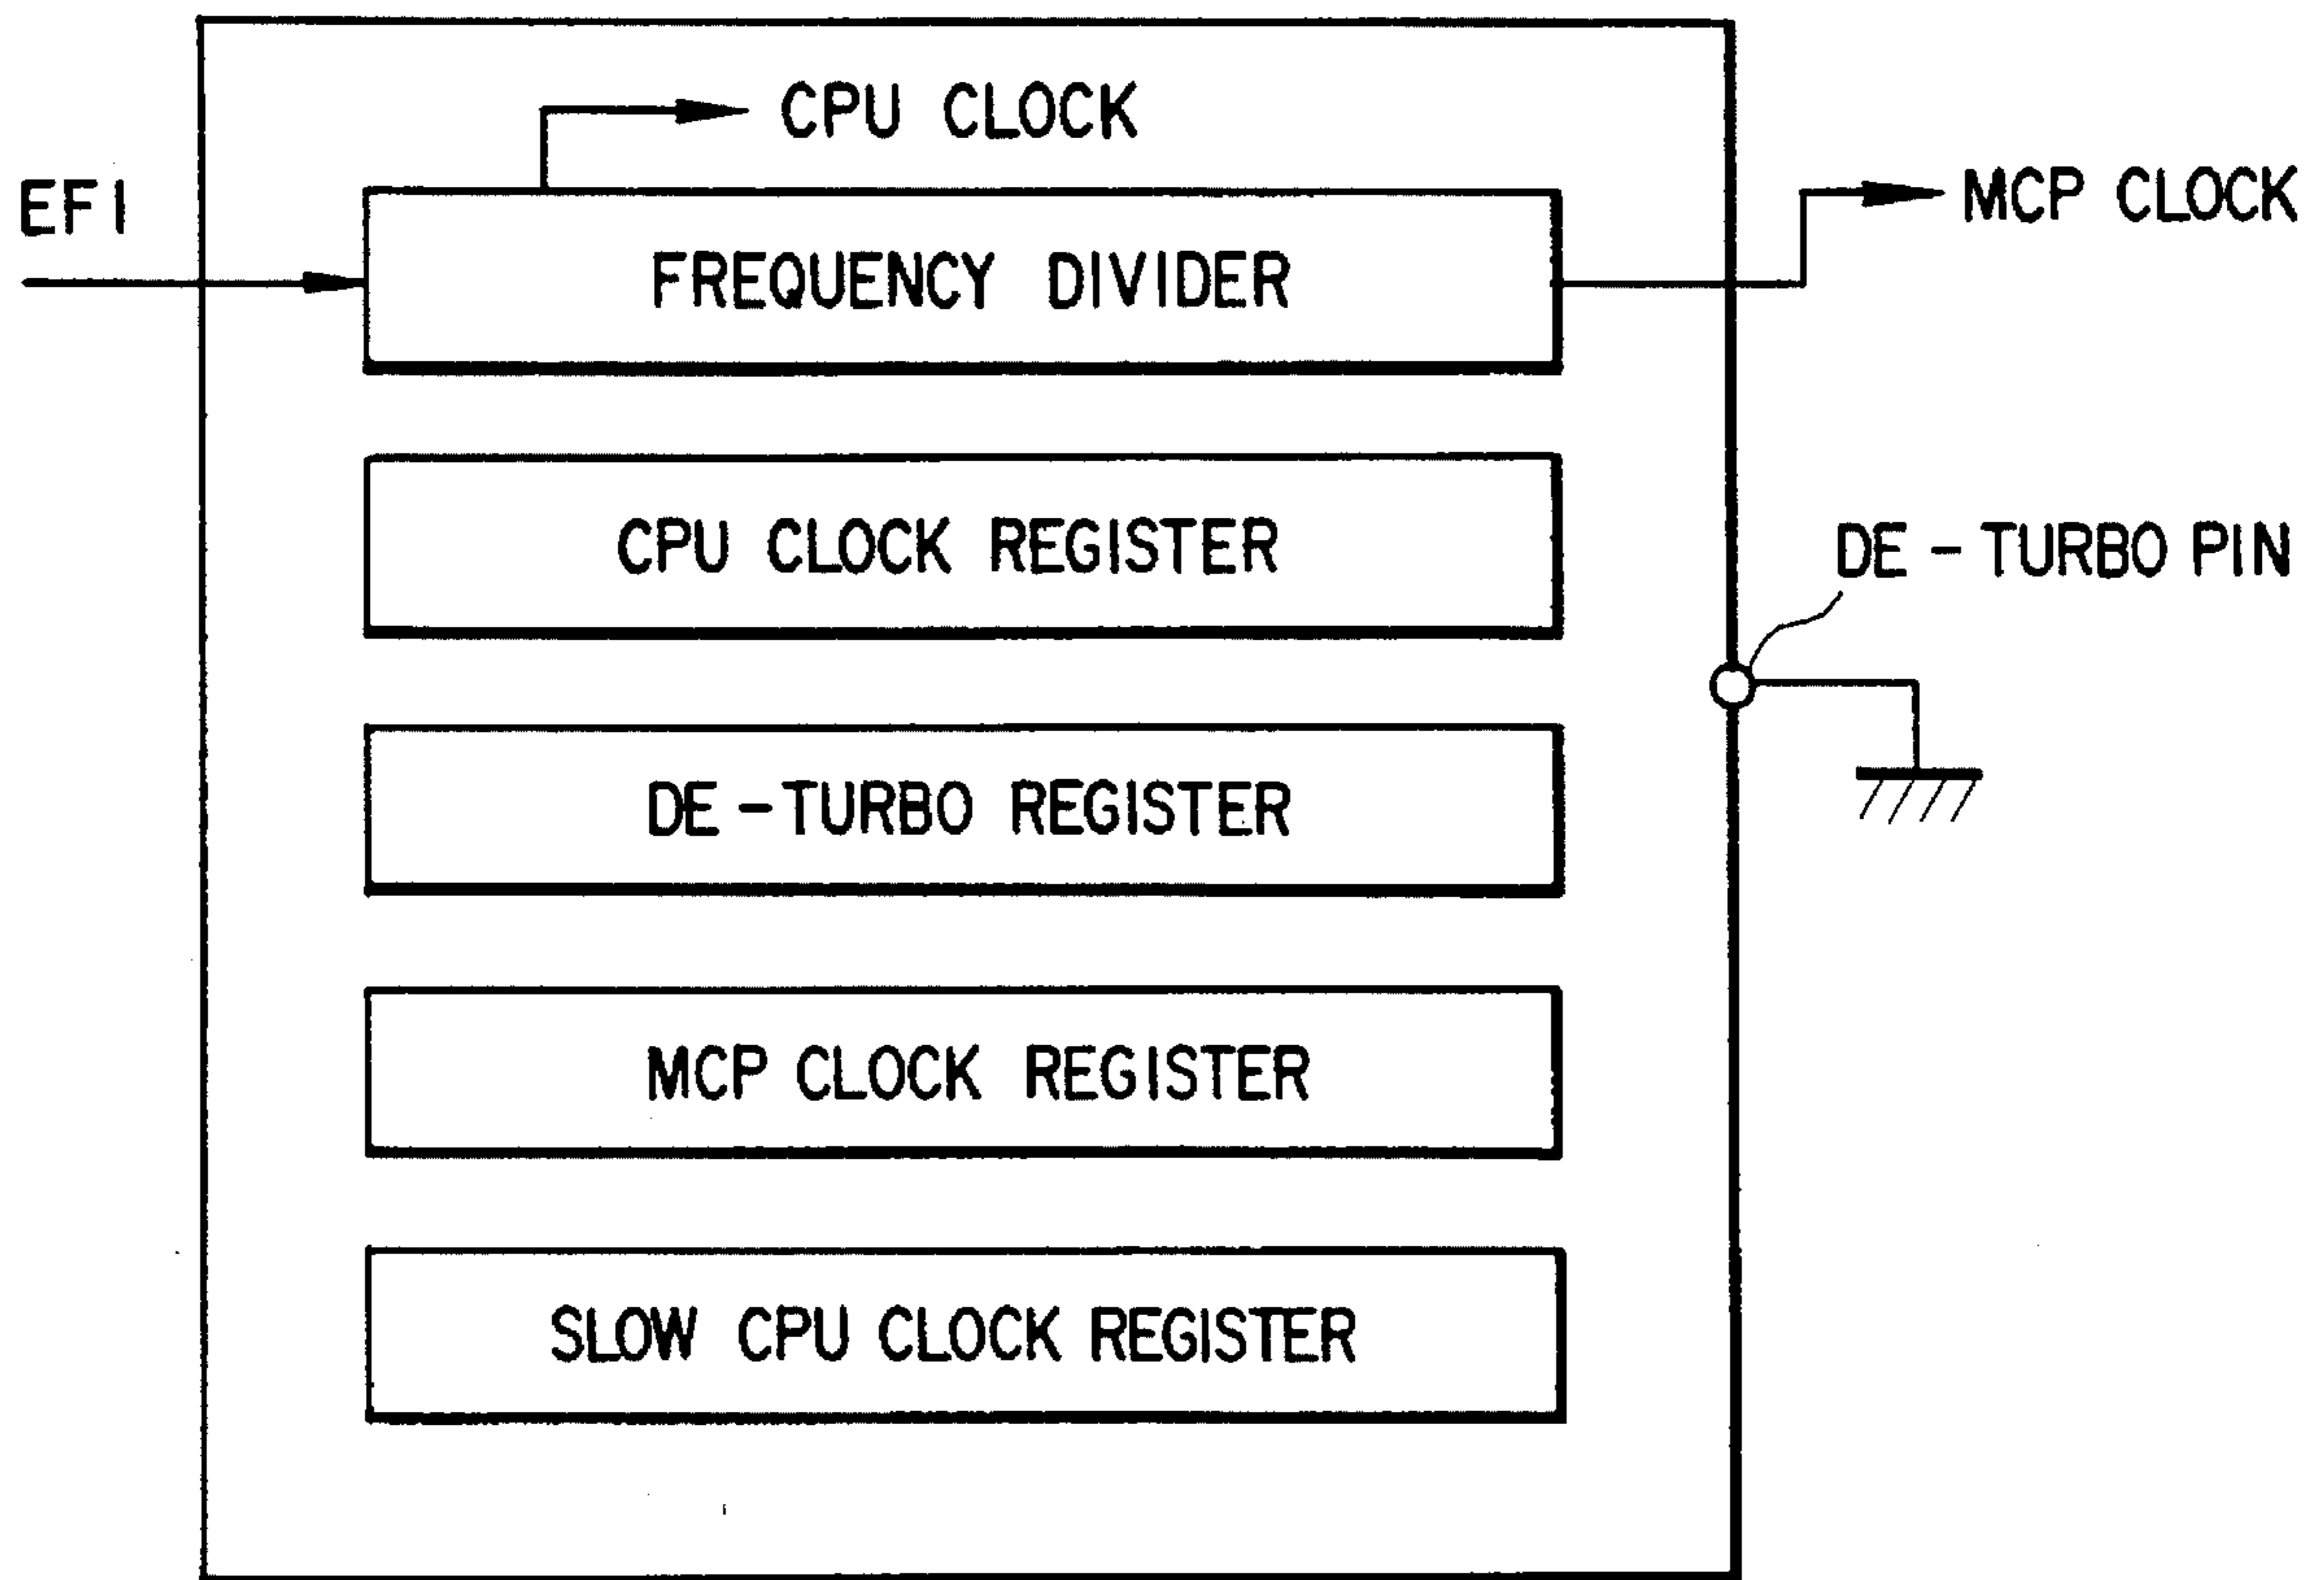 CPU CLOCK
EFI
MCP CLOCK
FREQUENCY DIVIDER
CPU CLOCK REGISTER
DE-TURBO PIN
DE-TURBO REGISTER
MCP CLOCK REGISTER
SLOW CPU CLOCK REGISTER